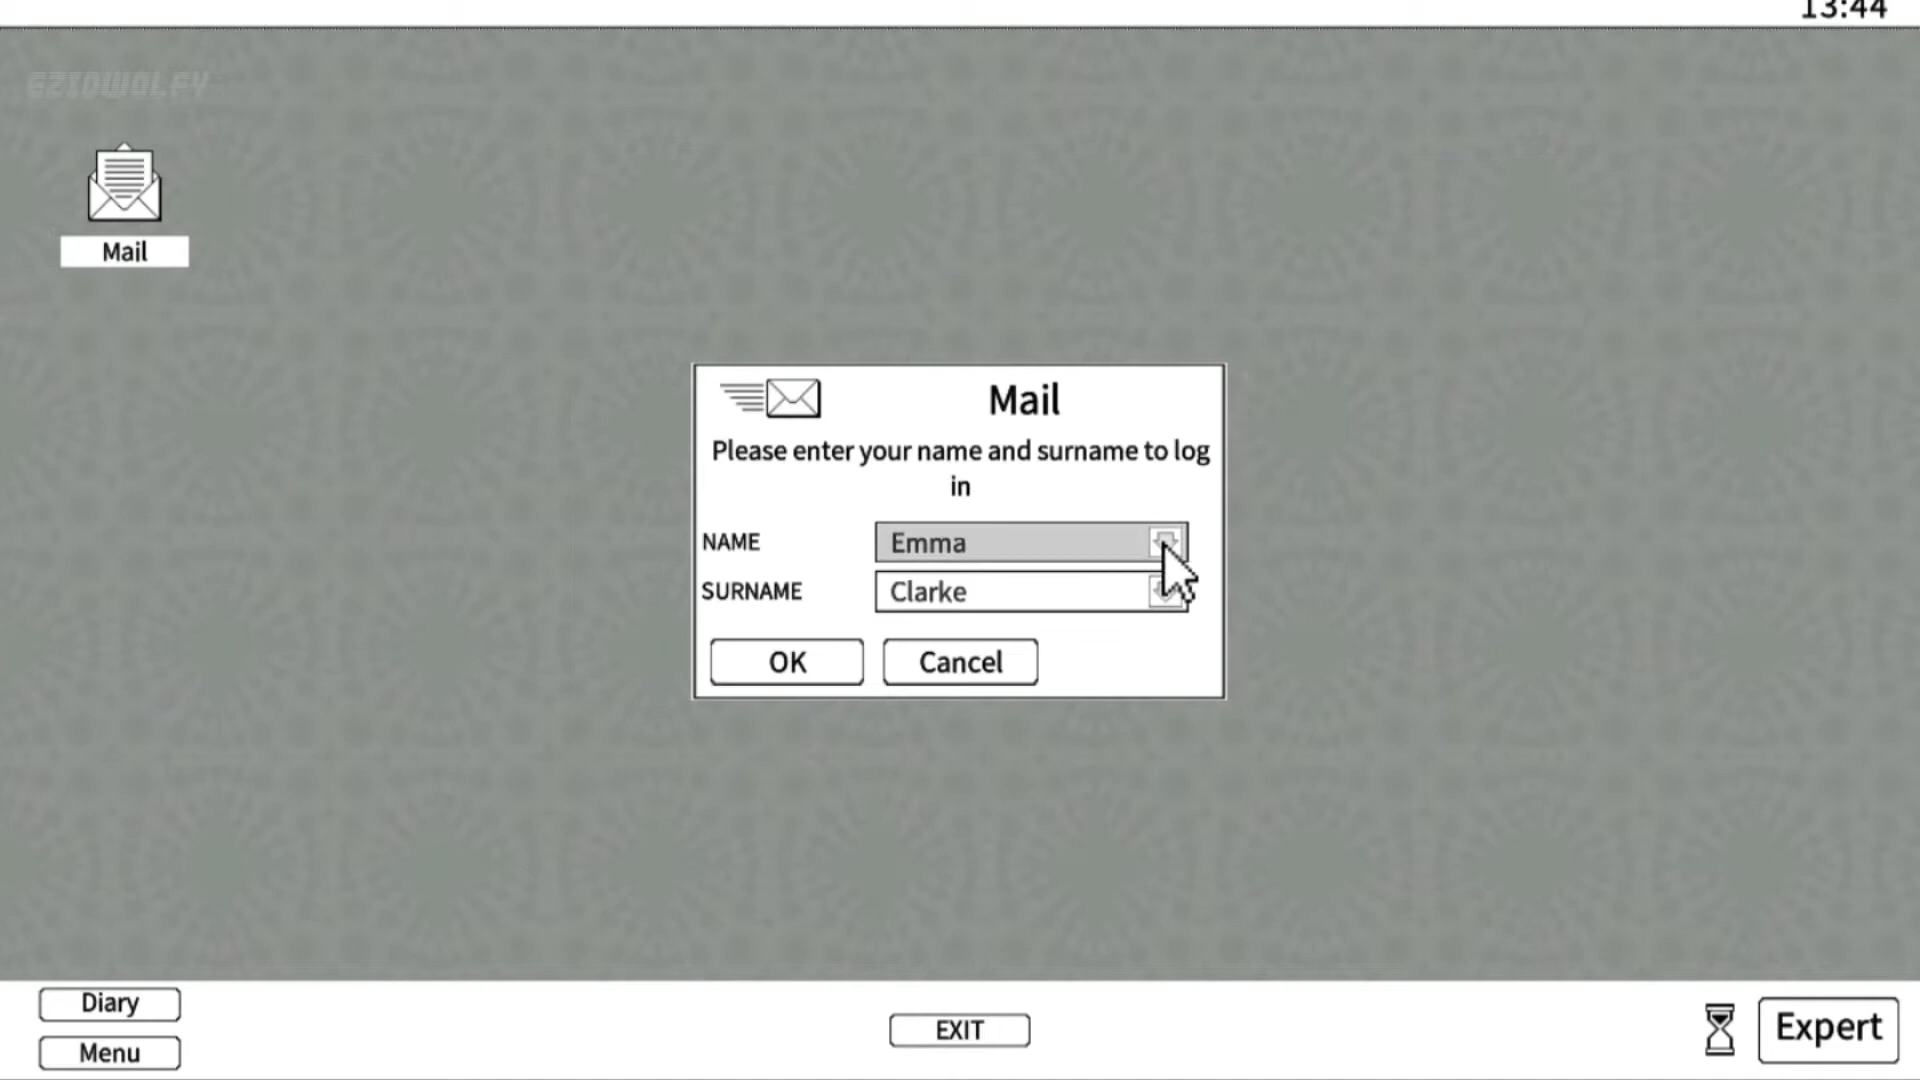 13:44
EZIOWOLFY
Mail
Mail
Please enter your name and surname to log
in
NAME
Emma
SURNAME
Clarke
OK
Cancel
Diary
Menu
EXIT
Expert